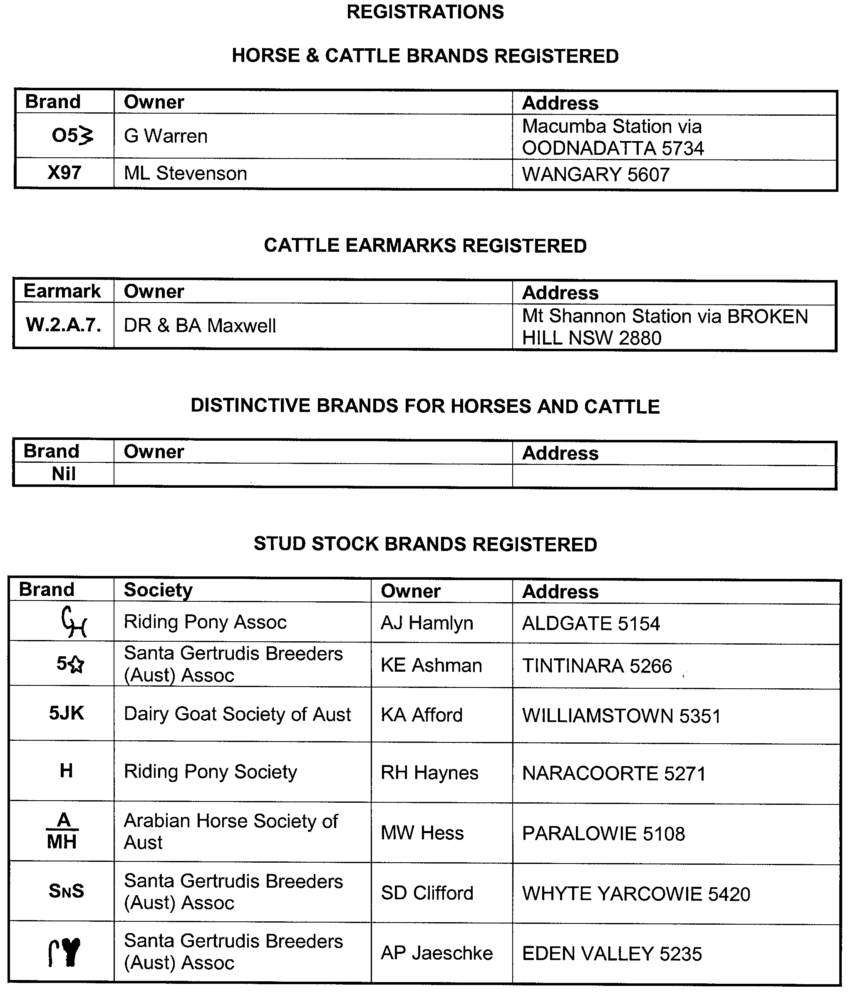 REGISTRATIONS
HORSE & CATTLE BRANDS REGISTERED
Brand Owner Address
O5 G Warren Macumba Station via
OODNADATTA 5734
X97 ML Stevenson WANGARY 5607
CATTLE EARMARKS REGISTERED
Earmark Owner Address
W.2.A.7. DR & BA Maxwell Mt Shannon Station via BROKEN
HILL NSW 2880
DISTINCTIVE BRANDS FOR HORSES AND CATTLE
Brand Owner Address
Nil
STUD STOCK BRANDS REGISTERED
Brand Society Owner Address
Riding Pony Assoc AJ Hamlyn ALDGATE 5154
5☆ Santa Gertrudis Breeders
(Aust) Assoc KE Ashman TINTINARA 5266
5JK Dairy Goat Society of Aust KA Afford WILLIAMSTOWN 5351
H Riding Pony Society RH Haynes NARACOORTE 5271
A
MH Arabian Horse Society of
Aust MW Hess PARALOWIE 5108
SNS Santa Gertrudis Breeders
(Aust) Assoc SD Clifford WHYTE YARCOWIE 5420
Santa Gertrudis Breeders
(Aust) Assoc AP Jaeschke EDEN VALLEY 5235